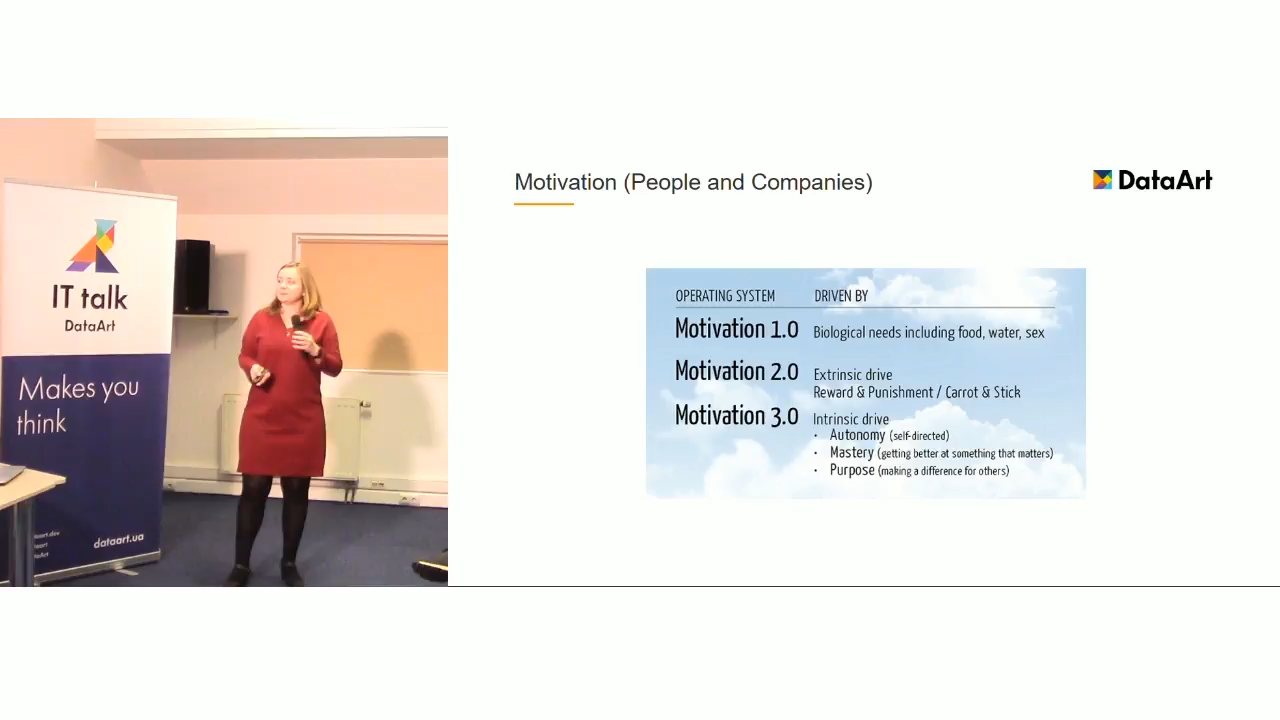 IT talk
DataArt
Makes you
think
dataart.ua
Motivation (People and Companies)
DataArt
OPERATING SYSTEM DRIVEN BY
Motivation 1.0 Biological needs including food, water, sex
Motivation 2.0 Extrinsic drive
Reward & Punishment / Carrot & Stick
Motivation 3.0 Intrinsic drive
• Autonomy (self-directed)
• Mastery (getting better at something that matters)
• Purpose (making a difference for others)